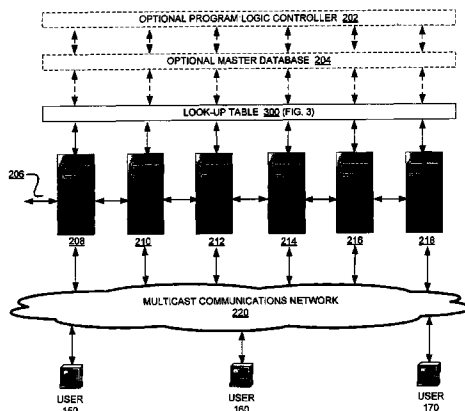 OPTIONAL PROGRAM LOGIC CONTROLLER 202
OPTIONAL MASTER DATABASE 204
LOOK-UP TABLE 300 (FIG. 3)
206
208 210 212 214 216 218
MULTICAST COMMUNICATIONS NETWORK
220
USER USER USER
150 160 170